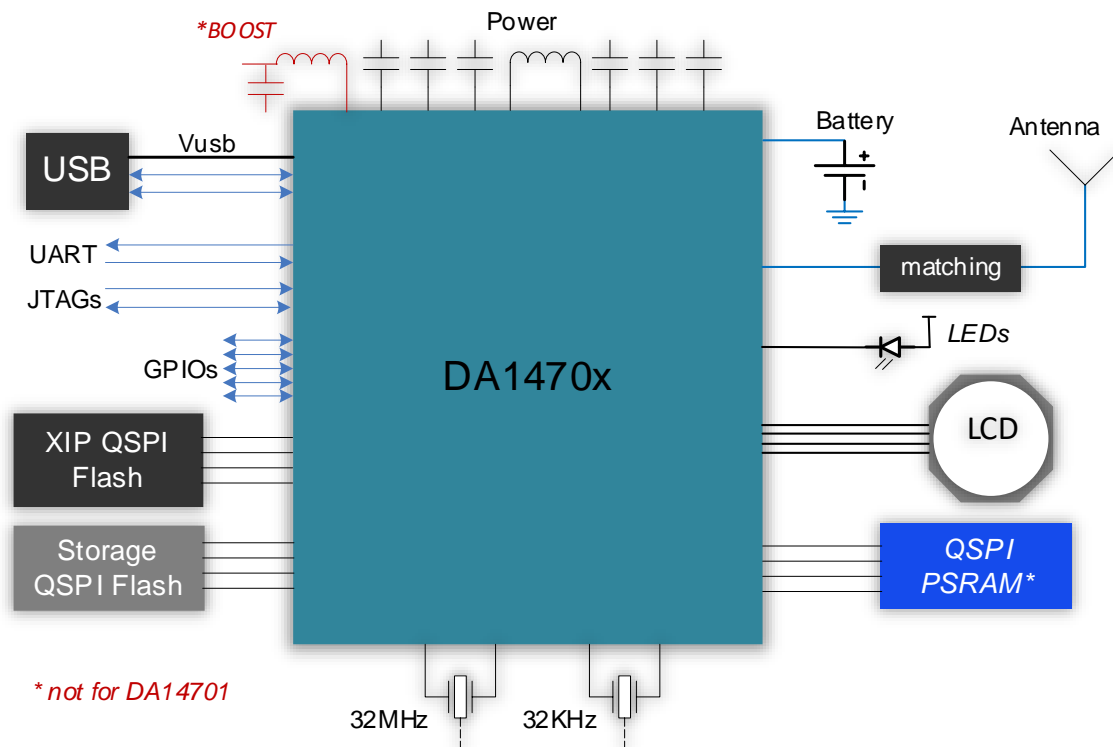 *BOOST
Power
Battery
Antenna
USB
Vusb
matching
UART
JTAGs
LEDs
GPIOs
DA1470x
LCD
XIP QSPI
Flash
Storage
QSPI Flash
QSPI
PSRAM*
* not for DA14701
32MHz
32KHz